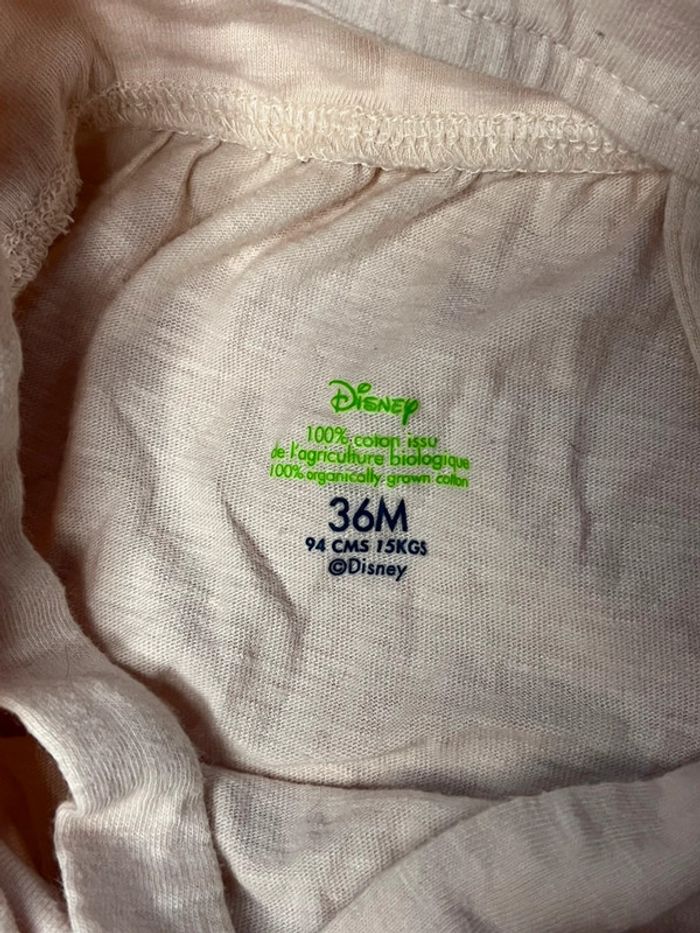 Disney
100% coton issu
de l'agriculture biologique
100% organically grown cotton
36M
94 CMS 15KGS
©Disney